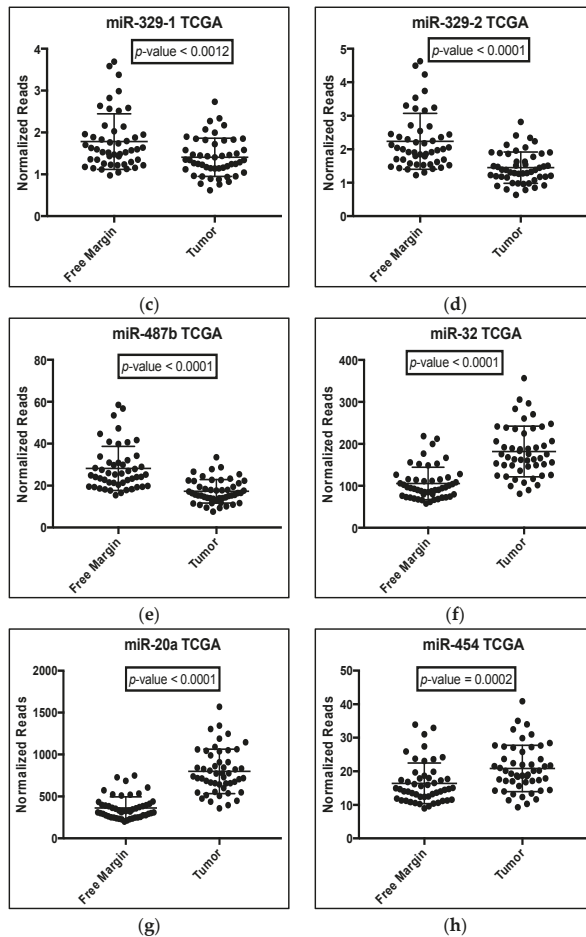 miR-329-1 TCGA
p-value < 0.0012
Normalized Reads
4
3
2
1
0
Free Margin
Tumor
(c)
miR-329-2 TCGA
p-value < 0.0001
Normalized Reads
5
4
3
2
1
0
Free Margin
Tumor
(d)
miR-487b TCGA
p-value < 0.0001
Normalized Reads
80
60
40
20
0
Free Margin
Tumor
(e)
miR-32 TCGA
p-value < 0.0001
Normalized Reads
400
300
200
100
0
Free Margin
Tumor
(f)
miR-20a TCGA
p-value < 0.0001
Normalized Reads
2000
1500
1000
500
0
Free Margin
Tumor
(g)
miR-454 TCGA
p-value = 0.0002
Normalized Reads
50
40
30
20
10
0
Free Margin
Tumor
(h)